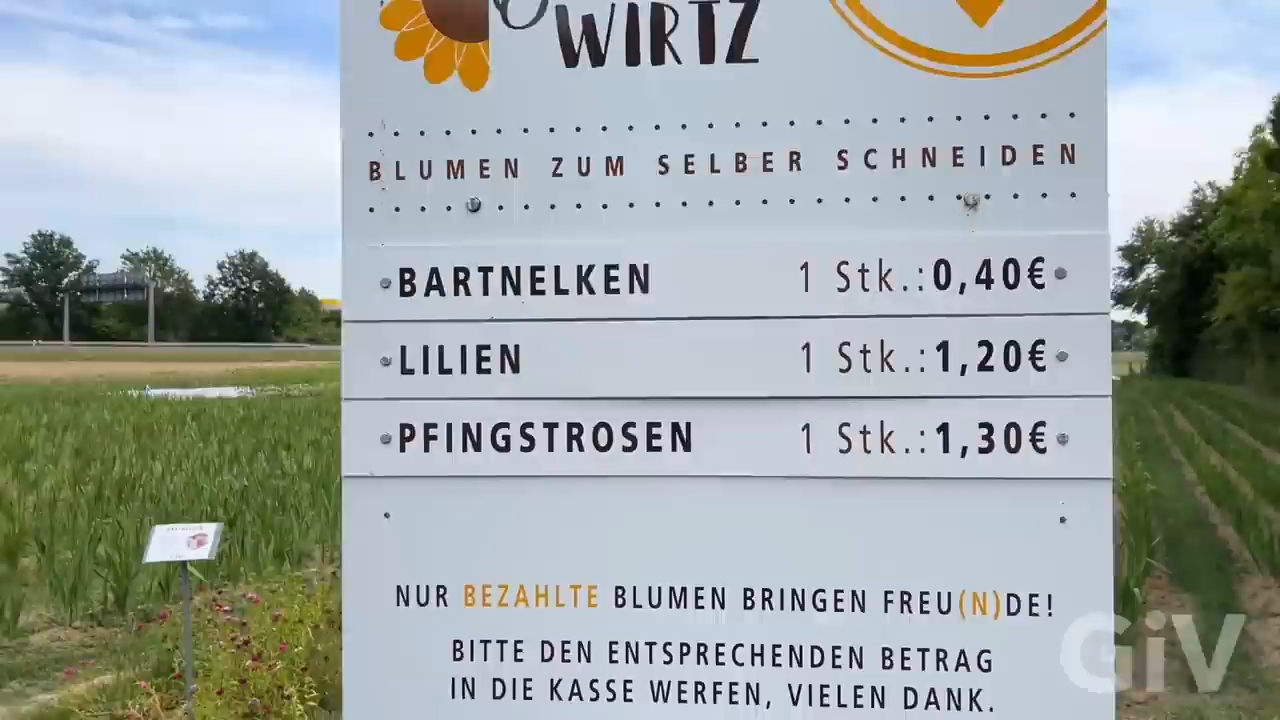 WIRTZ
BLUMEN ZUM SELBER SCHNEIDEN
BARTNELKEN 1 Stk.: 0,40€
LILIEN 1 Stk.: 1,20€
PFINGSTROSEN 1 Stk.: 1,30€
NUR BEZAHLTE BLUMEN BRINGEN FREU(N)DE!
BITTE DEN ENTSPRECHENDEN BETRAG
IN DIE KASSE WERFEN, VIELEN DANK.
GiV